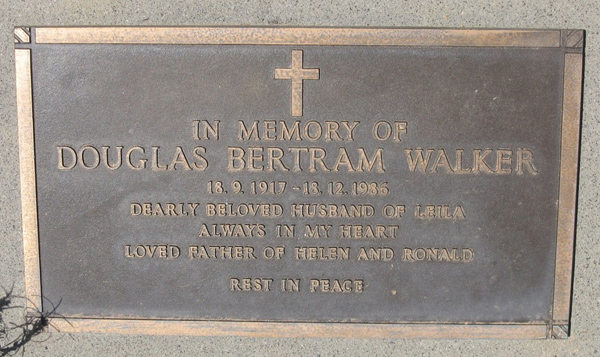 IN MEMORY OF
DOUGLAS BERTRAM WALKER
18.9.1917 - 18.12.1986
DEARLY BELOVED HUSBAND OF LEILA
ALWAYS IN MY HEART
LOVED FATHER OF HELEN AND RONALD
REST IN PEACE